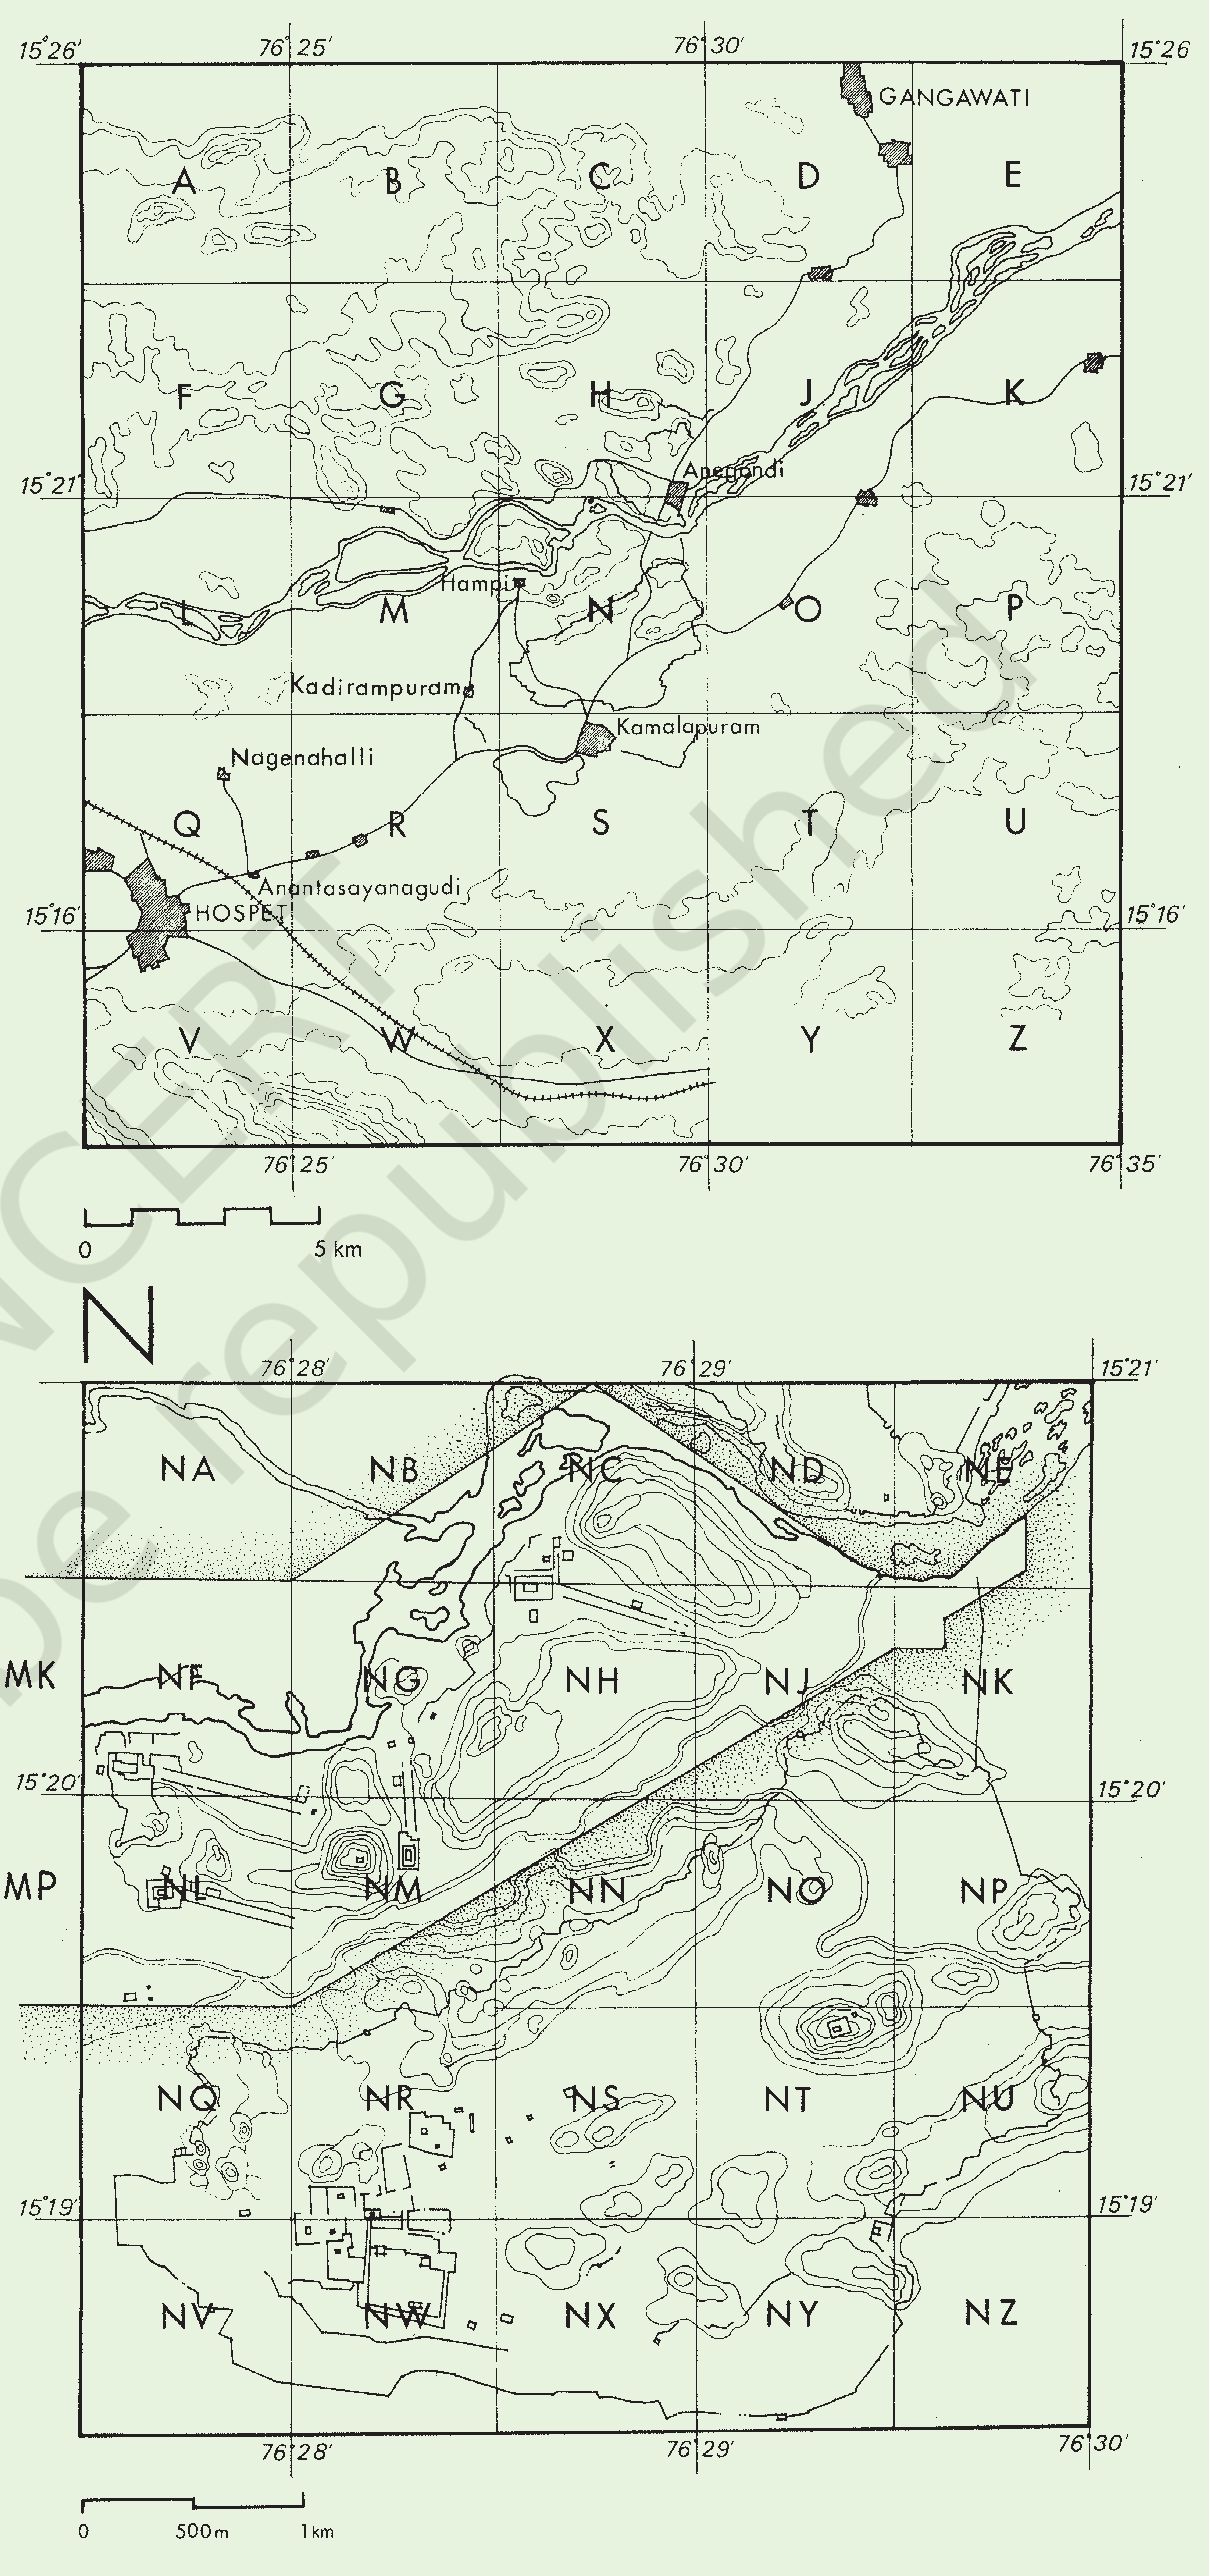 76°25' 76°30'
15°26' 15°26
GANGAWATI
A B C D E
F G H J K
Anegondi
15°21' 15°21'
Hampi
L M N O P
Kadirampuram
Kamalapuram
Nagenahalli
Q R S T U
Anantasayanagudi
15°16' HOSPET 15°16'
V W X Y Z
76°25' 76°30' 76°35'
0 5 km
N
76°28' 76°29' 15°21'
NA NB NC ND NE
MK NF NG NH NJ NK
15°20' 15°20'
MP NL NM NN NO NP
NQ NR NS NT NU
15°19' 15°19'
NV NW NX NY NZ
76°28' 76°29' 76°30'
0 500m 1km
NCERT
be republished